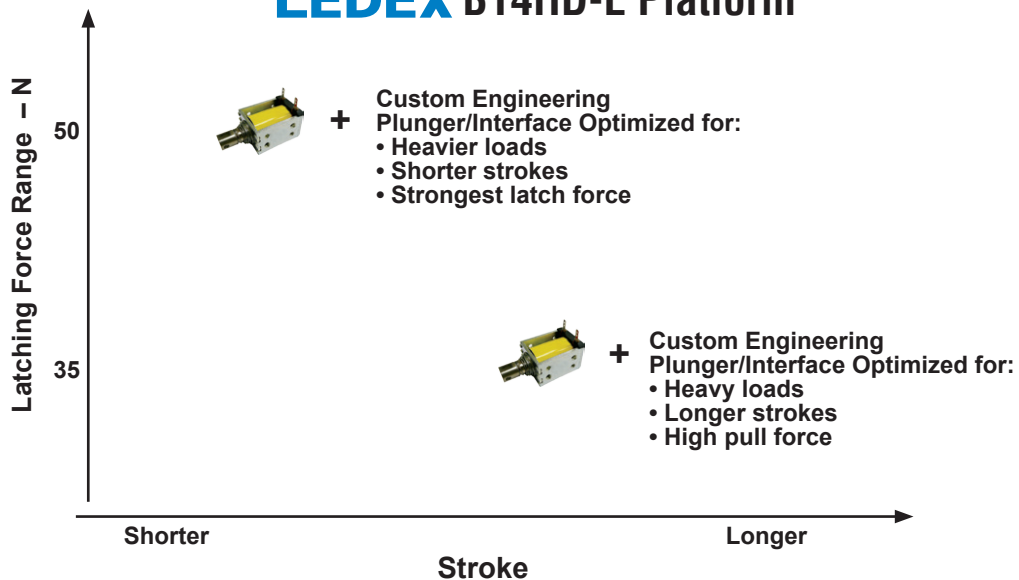 LEDEX B14HD-L Platform
Latching Force Range – N
50
+
Custom Engineering
Plunger/Interface Optimized for:
• Heavier loads
• Shorter strokes
• Strongest latch force
35
+
Custom Engineering
Plunger/Interface Optimized for:
• Heavy loads
• Longer strokes
• High pull force
Shorter
Longer
Stroke